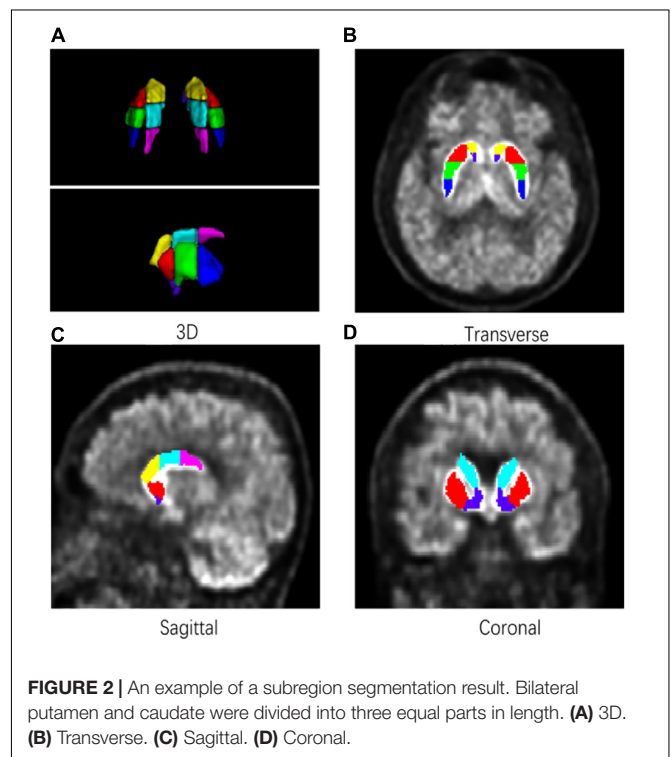 A
B
3D
Transverse
C
D
Sagittal
Coronal
FIGURE 2 | An example of a subregion segmentation result. Bilateral
putamen and caudate were divided into three equal parts in length. (A) 3D.
(B) Transverse. (C) Sagittal. (D) Coronal.